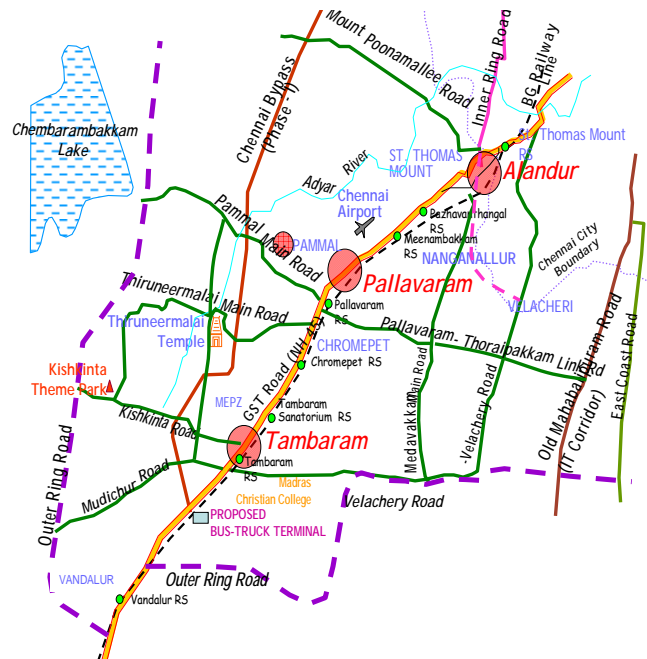 Mount Poonamallee
Road
Inner Ring Road
BG Railway
Line
Chennai Bypass
(Phase - II)
Chembarambakkam
Lake
St. Thomas Mount
RS
ST. THOMAS
MOUNT
Alandur
Adyar River
Chennai
Airport
Pazhavanthangal
RS
Meenambakkam
RS
NANGANALLUR
Chennai City
Boundary
Pammal
Main Road
PAMMAL
Pallavaram
VELACHERI
Thiruneermalai Main Road
Pallavaram
RS
Thiruneermalai
Temple
Pallavaram- Thoraipakkam Link Rd
CHROMEPET
Chromepet RS
GST Road (NH 45)
Kishkinta
Theme Park
Kishkinta Road
MEPZ
Tambaram
Sanatorium RS
Tambaram
Tambaram
RS
Medavakkam Main Road
-Velachery Road
Old Mahabalipuram Road
(IT Corridor)
East Coast Road
Outer Ring Road
Mudichur Road
Madras
Christian College
Velachery Road
PROPOSED
BUS-TRUCK TERMINAL
VANDALUR
Outer Ring Road
Vandalur RS